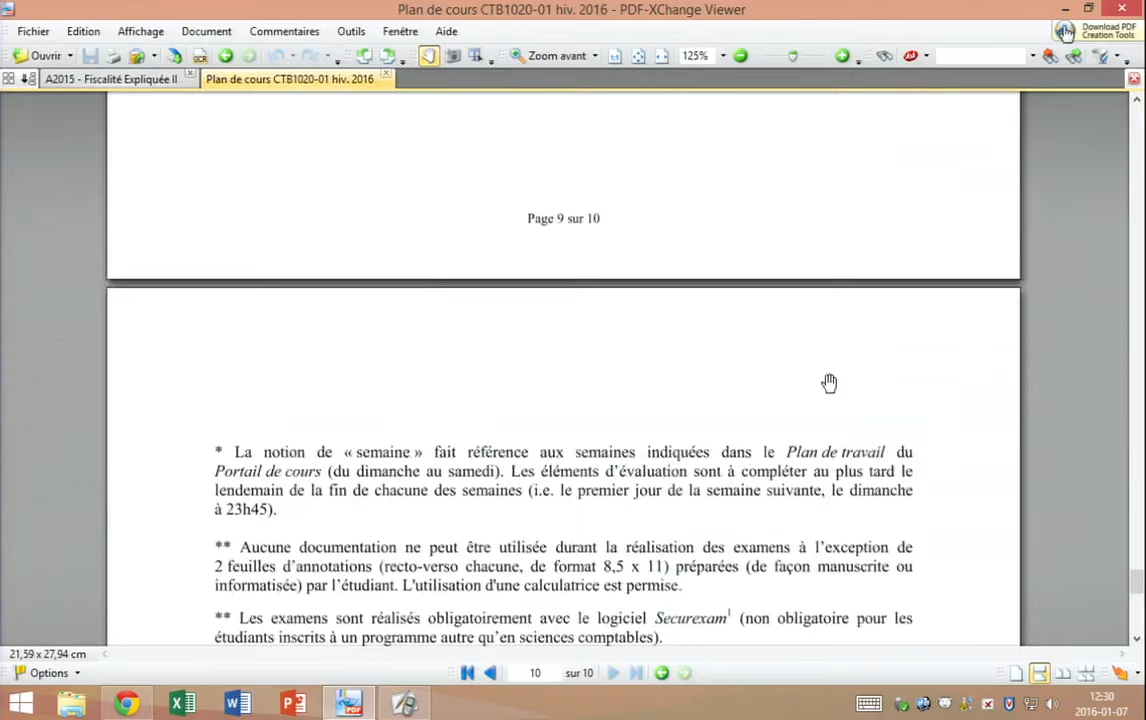 Plan de cours CTB1020-01 hiv. 2016 - PDF-XChange Viewer
Fichier Edition Affichage Document Commentaires Outils Fenêtre Aide
Download PDF
Creation Tools
Ouvrir OCR Zoom avant 125%
A2015 - Fiscalité Expliquée II Plan de cours CTB1020-01 hiv. 2016
Page 9 sur 10
* La notion de « semaine » fait référence aux semaines indiquées dans le Plan de travail du
Portail de cours (du dimanche au samedi). Les éléments d’évaluation sont à compléter au plus tard le
lendemain de la fin de chacune des semaines (i.e. le premier jour de la semaine suivante, le dimanche
à 23h45).
** Aucune documentation ne peut être utilisée durant la réalisation des examens à l’exception de
2 feuilles d’annotations (recto-verso chacune, de format 8,5 x 11) préparées (de façon manuscrite ou
informatisée) par l’étudiant. L'utilisation d'une calculatrice est permise.
** Les examens sont réalisés obligatoirement avec le logiciel Securexam1 (non obligatoire pour les
étudiants inscrits à un programme autre qu’en sciences comptables).
21,59 x 27,94 cm
Options 10 sur 10
12:30
2016-01-07